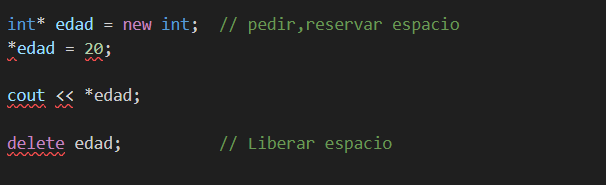 int* edad = new int;  // pedir,reservar espacio
*edad = 20;
cout << *edad;
delete edad;          // Liberar espacio